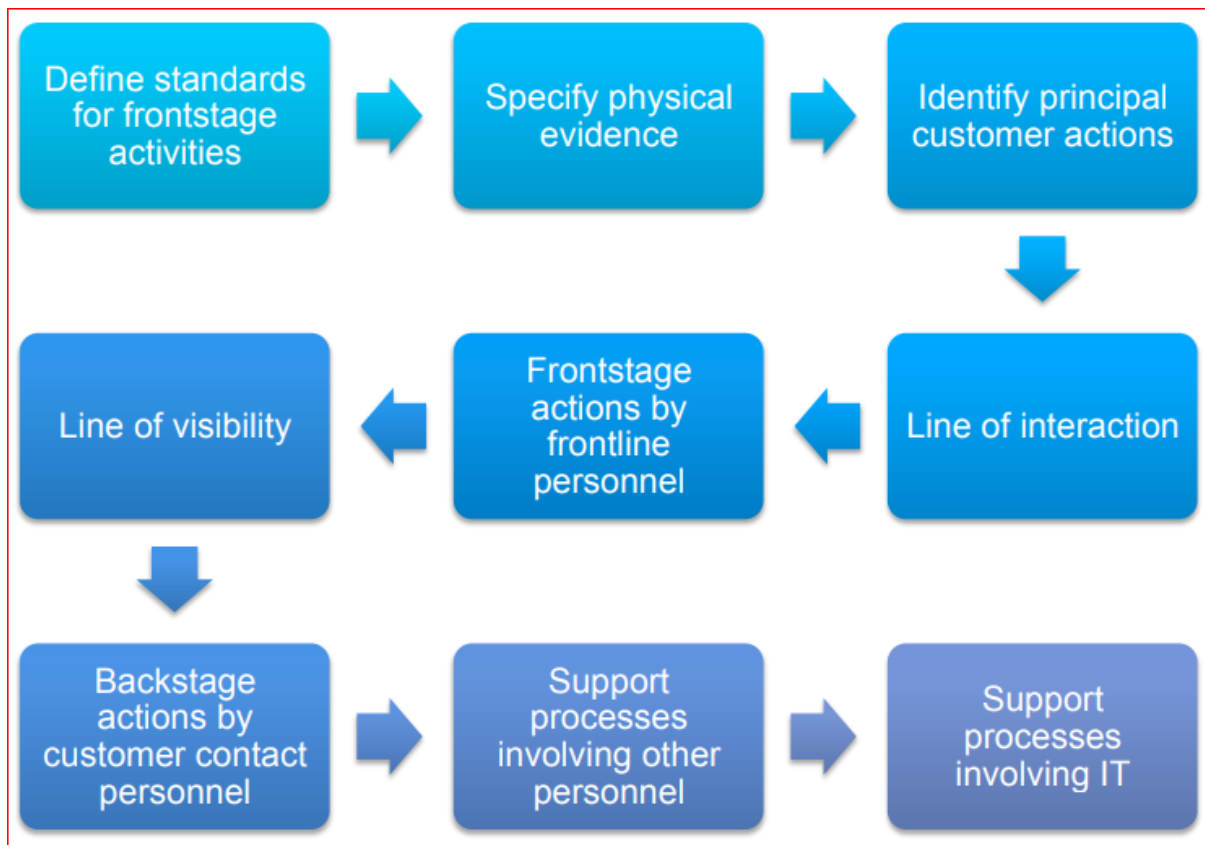 Define standards
for frontstage
activities
Specify physical
evidence
Identify principal
customer actions
Line of interaction
Frontstage
actions by
frontline
personnel
Line of visibility
Backstage
actions by
customer contact
personnel
Support
processes
involving other
personnel
Support
processes
involving IT